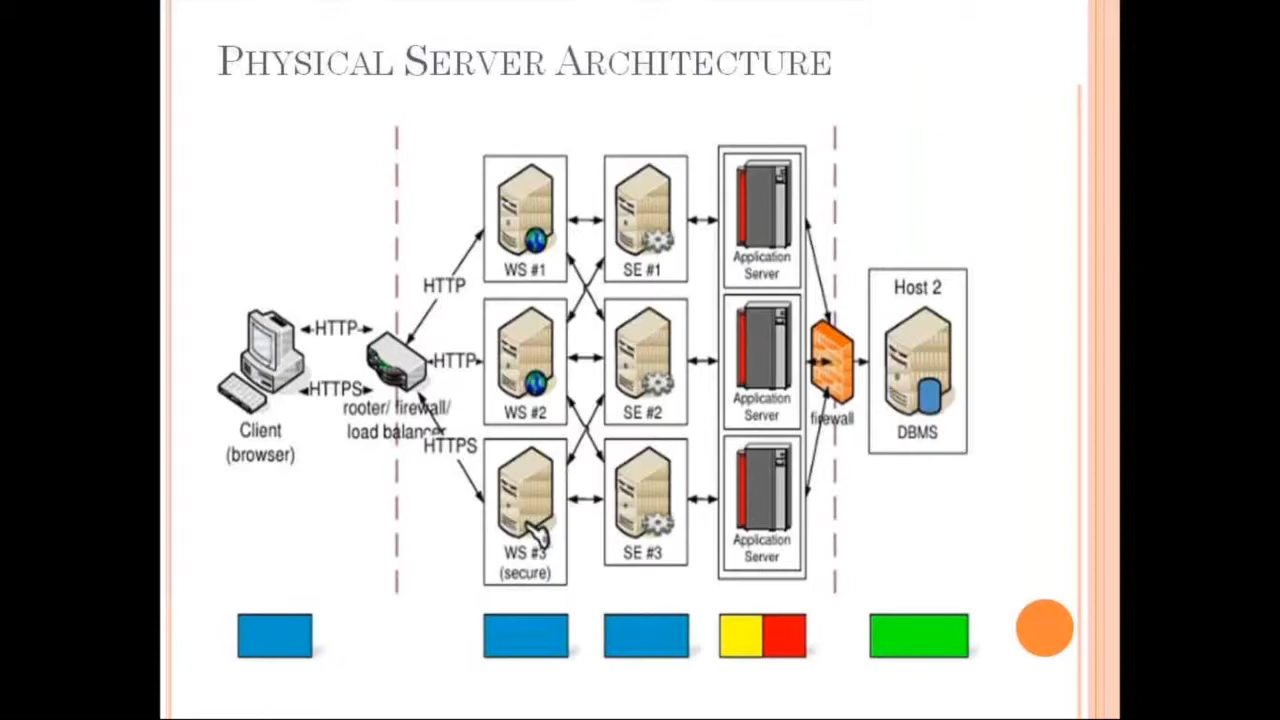 PHYSICAL SERVER ARCHITECTURE
HTTP
HTTPS
Client
(browser)
rooter/ firewall/
load balancer
HTTP
HTTP
HTTPS
WS #1
WS #2
WS #3
(secure)
SE #1
SE #2
SE #3
Application
Server
Application
Server
Application
Server
firewall
Host 2
DBMS